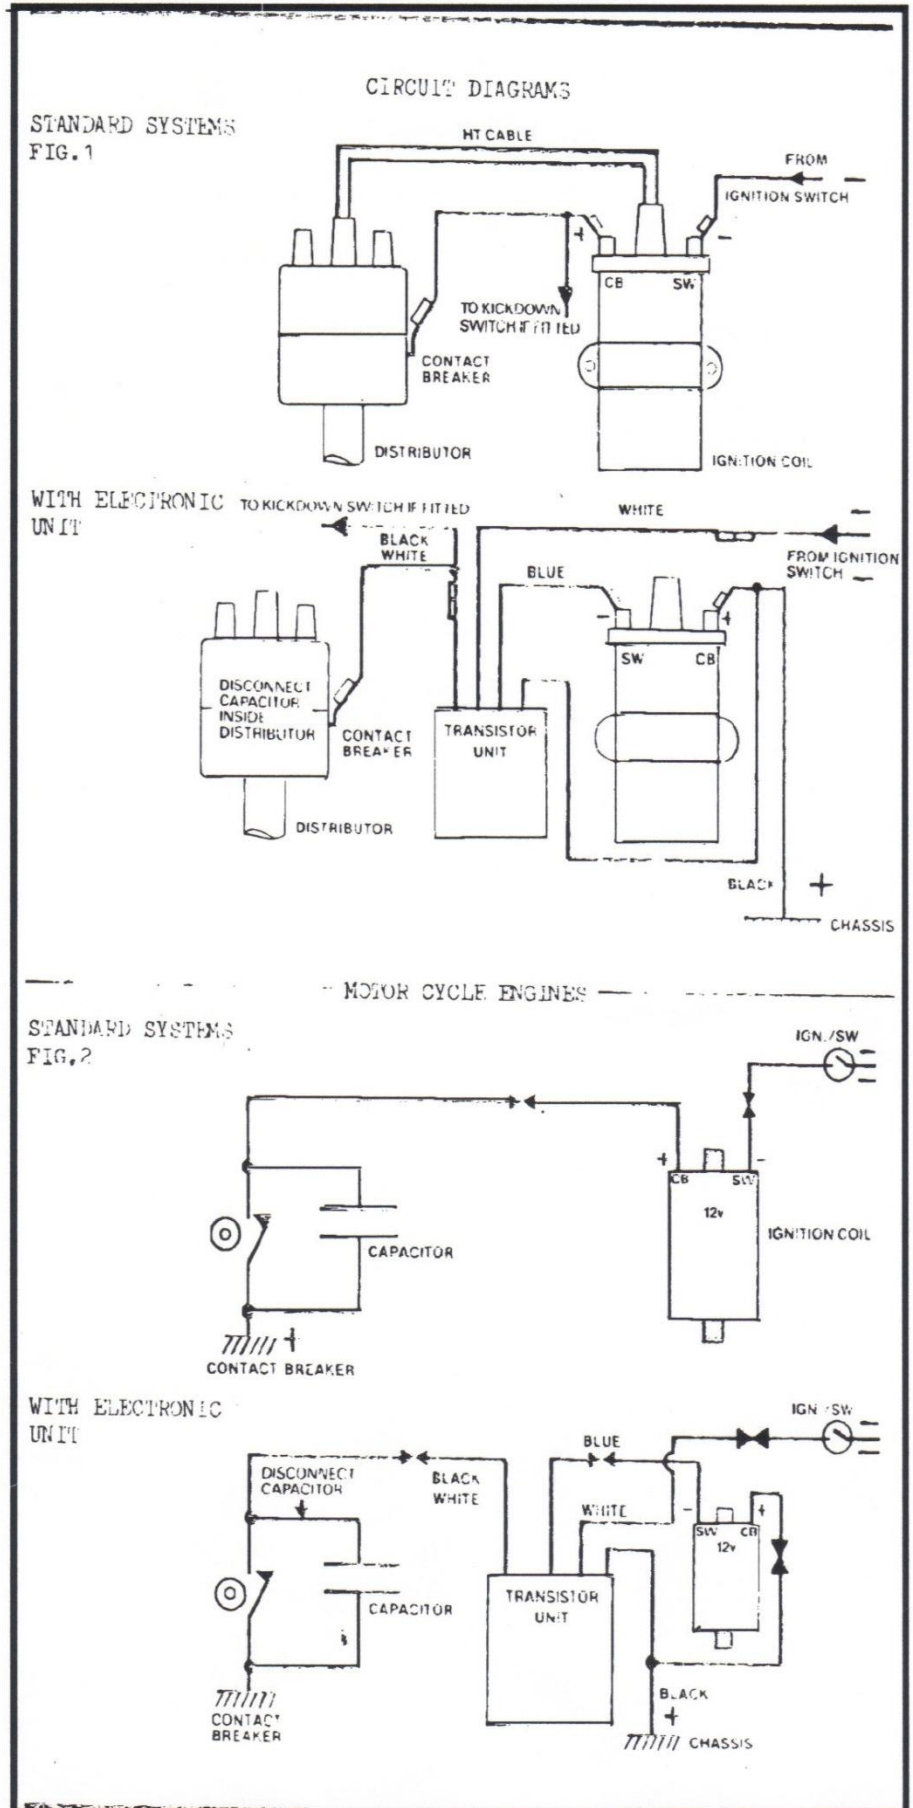 CIRCUIT DIAGRAMS
STANDARD SYSTEMS
FIG.1
HT CABLE
FROM
IGNITION SWITCH
+
CB
SW
TO KICKDOWN
SWITCH IF FITTED
CONTACT
BREAKER
DISTRIBUTOR
IGNITION COIL
WITH ELECTRONIC
UNIT
TO KICKDOWN SWITCH IF FITTED
WHITE
BLACK
WHITE
FROM IGNITION
SWITCH
BLUE
- +
SW CB
DISCONNECT
CAPACITOR
INSIDE
DISTRIBUTOR
CONTACT
BREAKER
TRANSISTOR
UNIT
DISTRIBUTOR
BLACK +
CHASSIS
MOTOR CYCLE ENGINES
STANDARD SYSTEMS
FIG.2
IGN./SW
+ -
CB SW
12v
IGNITION COIL
CAPACITOR
+
CONTACT BREAKER
WITH ELECTRONIC
UNIT
IGN./SW
BLUE
DISCONNECT
CAPACITOR
BLACK
WHITE
WHITE
- +
SW CB
12v
CAPACITOR
TRANSISTOR
UNIT
BLACK
+
CONTACT
BREAKER
CHASSIS